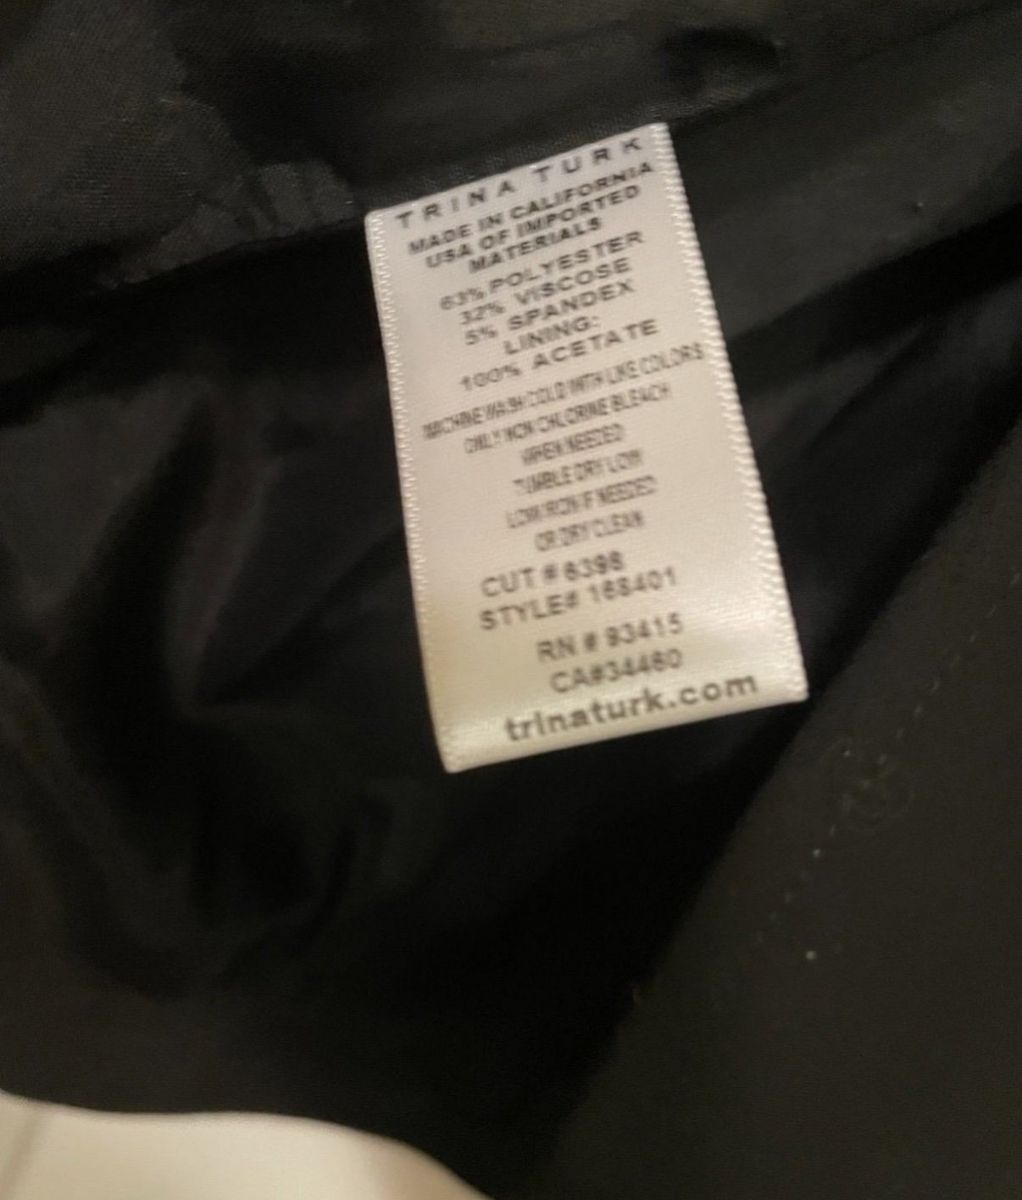 TRINA TURK
MADE IN CALIFORNIA
USA OF IMPORTED
MATERIALS
63% POLYESTER
32% VISCOSE
5% SPANDEX
LINING:
100% ACETATE
MACHINE WASH COLD WITH LIKE COLORS
ONLY NON CHLORINE BLEACH
WHEN NEEDED
TUMBLE DRY LOW
LOW IRON IF NEEDED
OR DRY CLEAN
CUT # 6398
STYLE# 168401
RN # 93415
CA#34460
trinaturk.com